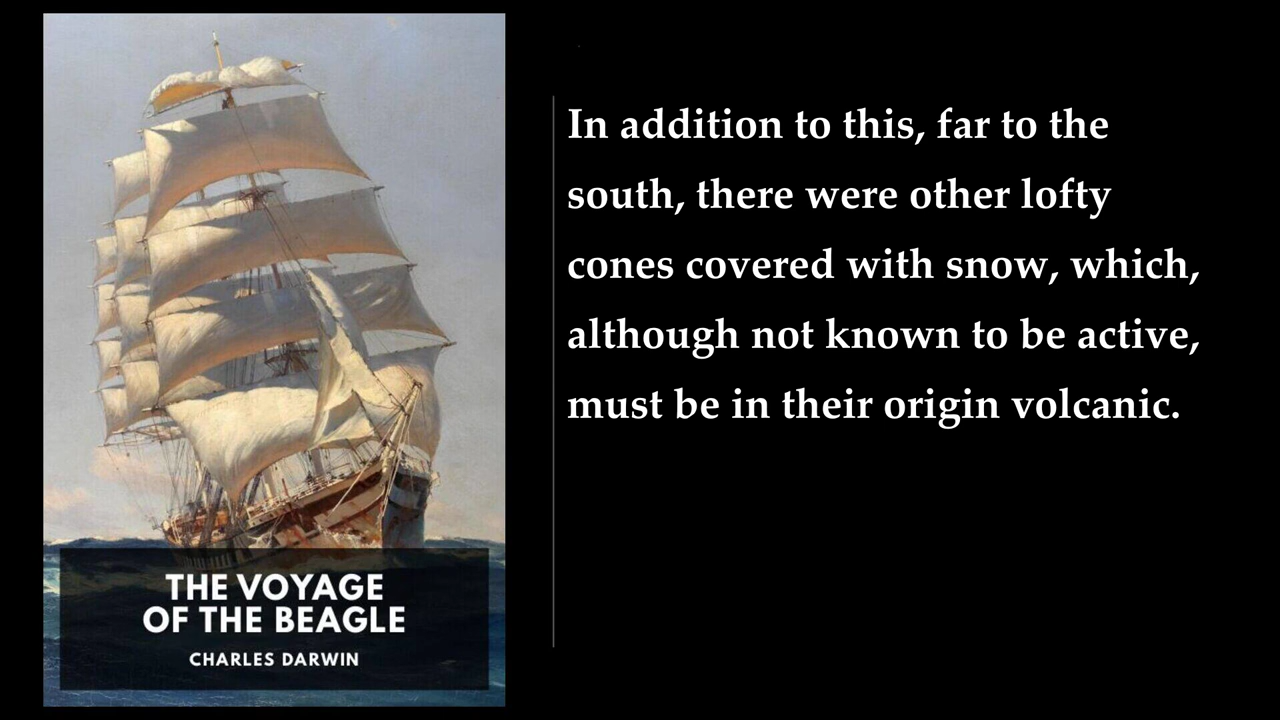 In addition to this, far to the
south, there were other lofty
cones covered with snow, which,
although not known to be active,
must be in their origin volcanic.
THE VOYAGE
OF THE BEAGLE
CHARLES DARWIN